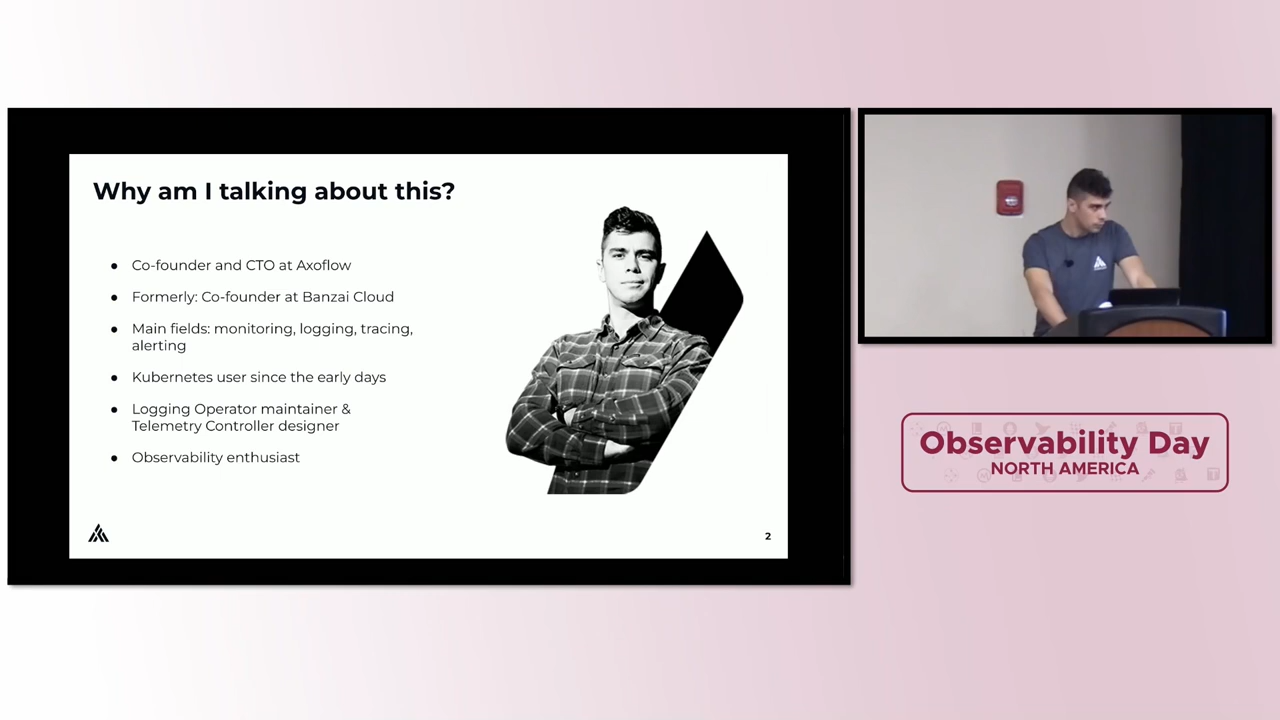 Why am I talking about this?
● Co-founder and CTO at Axoflow
● Formerly: Co-founder at Banzai Cloud
● Main fields: monitoring, logging, tracing,
alerting
● Kubernetes user since the early days
● Logging Operator maintainer &
Telemetry Controller designer
● Observability enthusiast
2
Observability Day
NORTH AMERICA